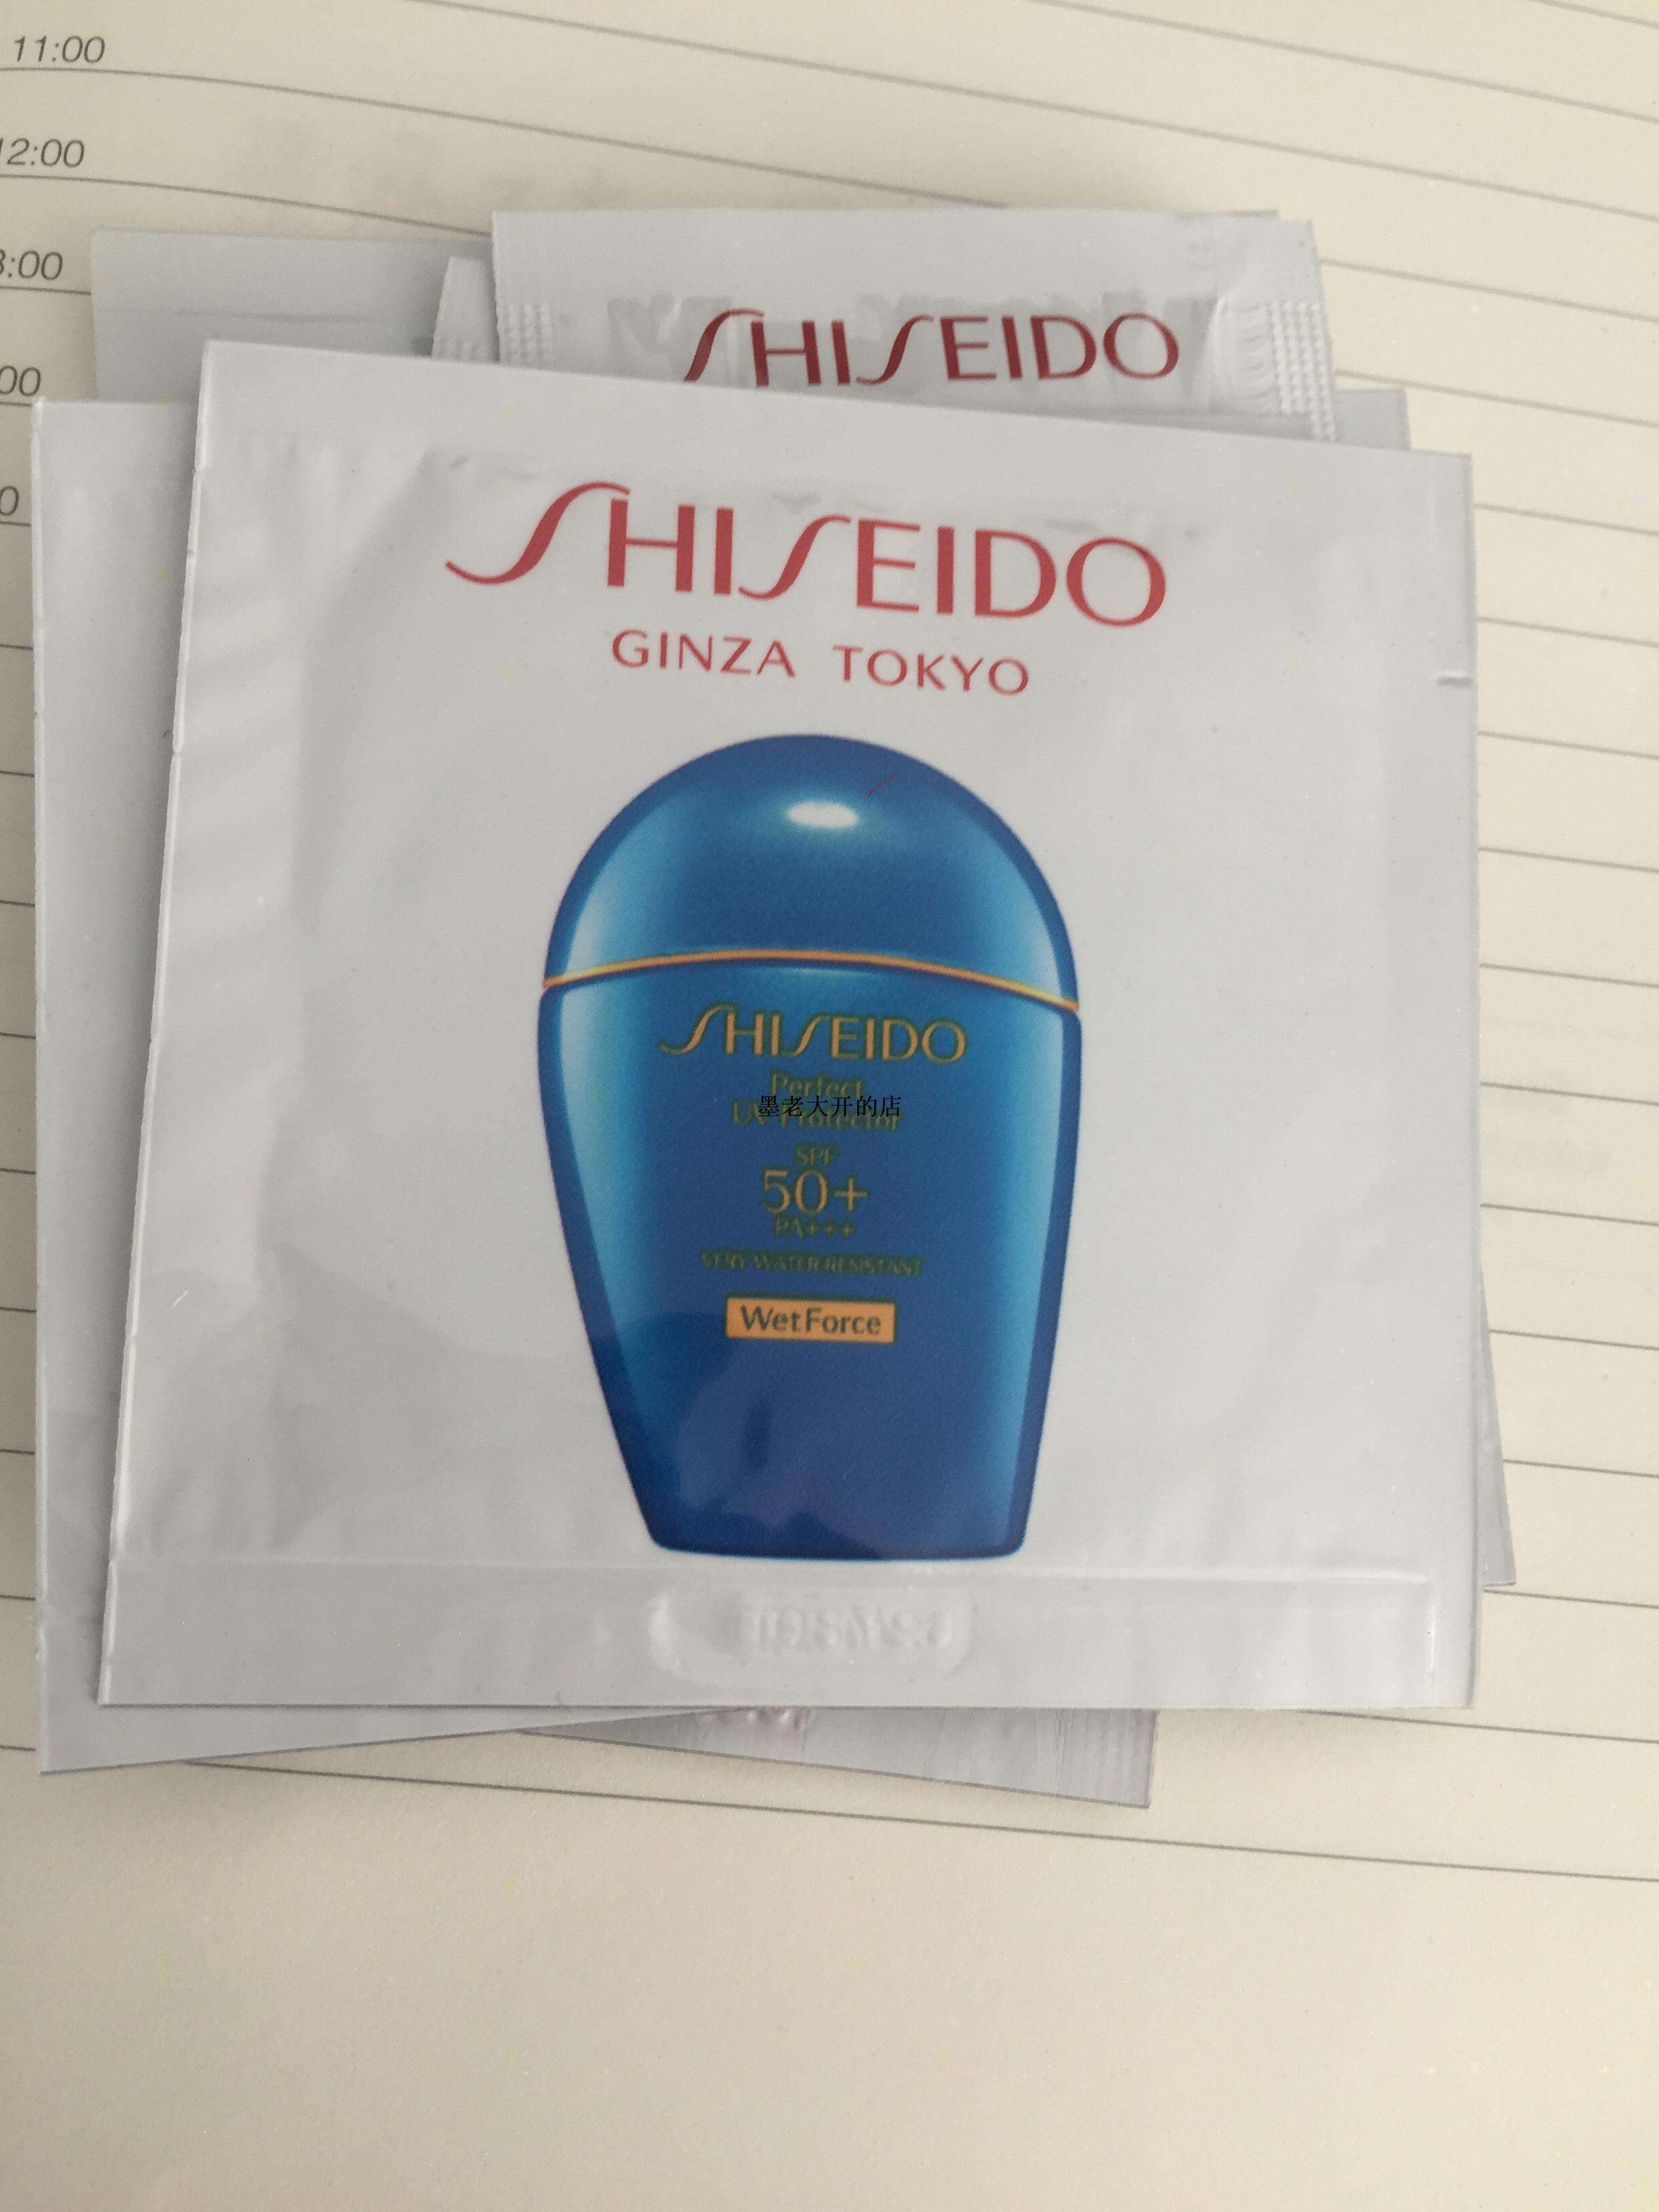 11:00
12:00
3:00
00
0
SHISEIDO
SHISEIDO
GINZA TOKYO
SHISEIDO
Perfect
UV Protector
墨老大开的店
SPF
50+
PA+++
VERY WATER RESISTANT
WetForce